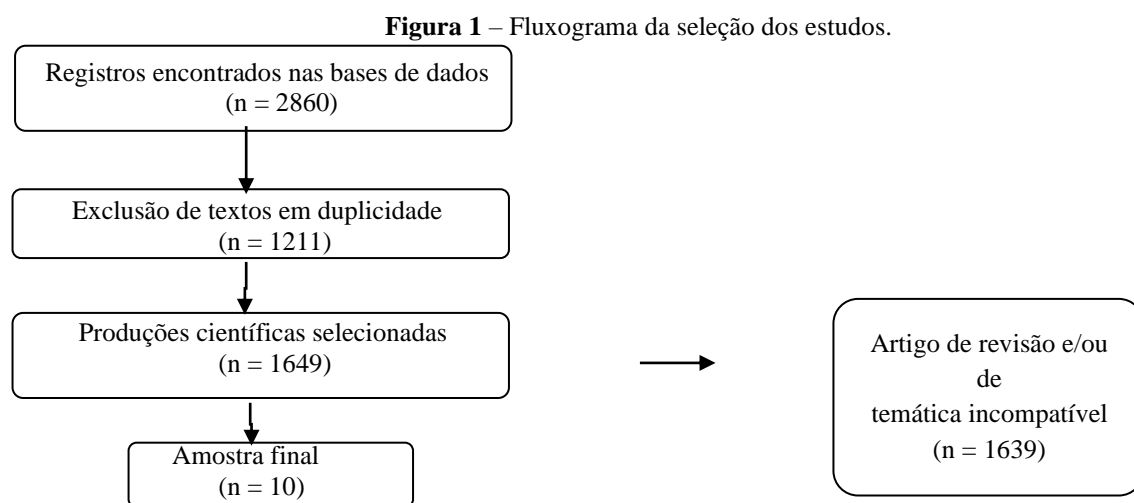 Figura 1 – Fluxograma da seleção dos estudos.
Registros encontrados nas bases de dados
(n = 2860)
Exclusão de textos em duplicidade
(n = 1211)
Produções científicas selecionadas
(n = 1649)
Artigo de revisão e/ou
de
temática incompatível
(n = 1639)
Amostra final
(n = 10)